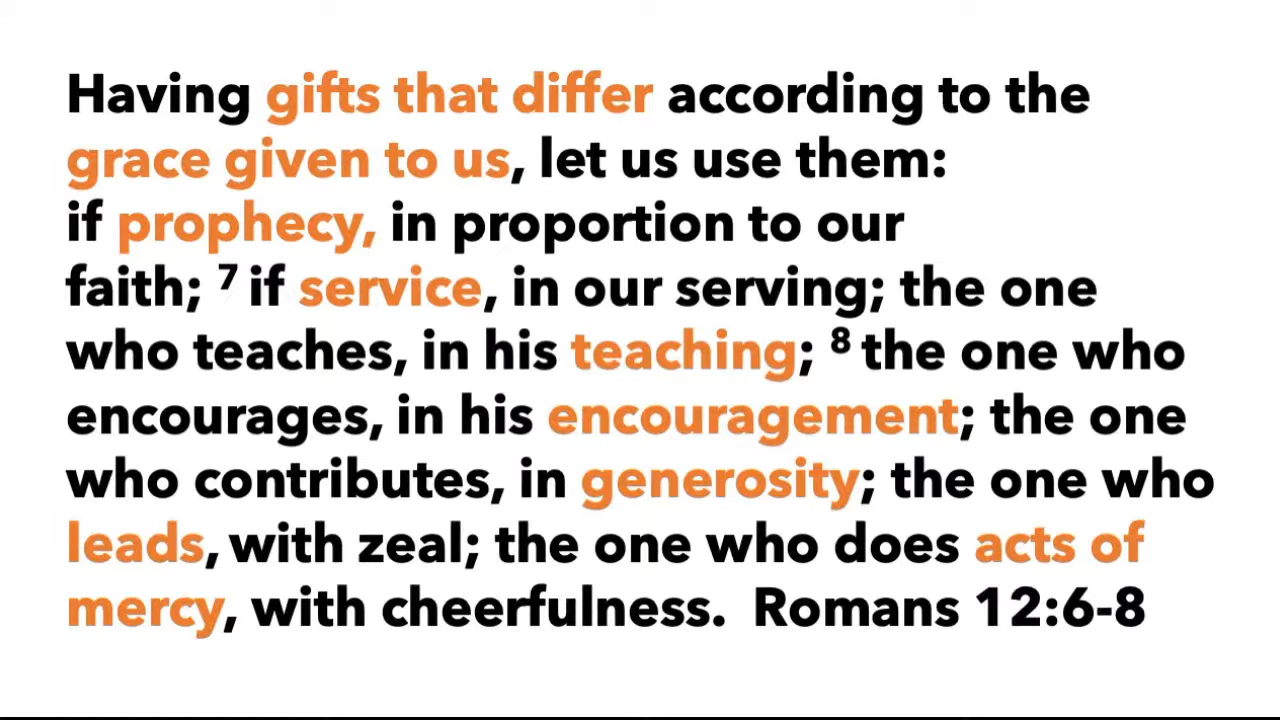 Having gifts that differ according to the
grace given to us, let us use them:
if prophecy, in proportion to our
faith; ⁷ if service, in our serving; the one
who teaches, in his teaching; ⁸ the one who
encourages, in his encouragement; the one
who contributes, in generosity; the one who
leads, with zeal; the one who does acts of
mercy, with cheerfulness. Romans 12:6-8